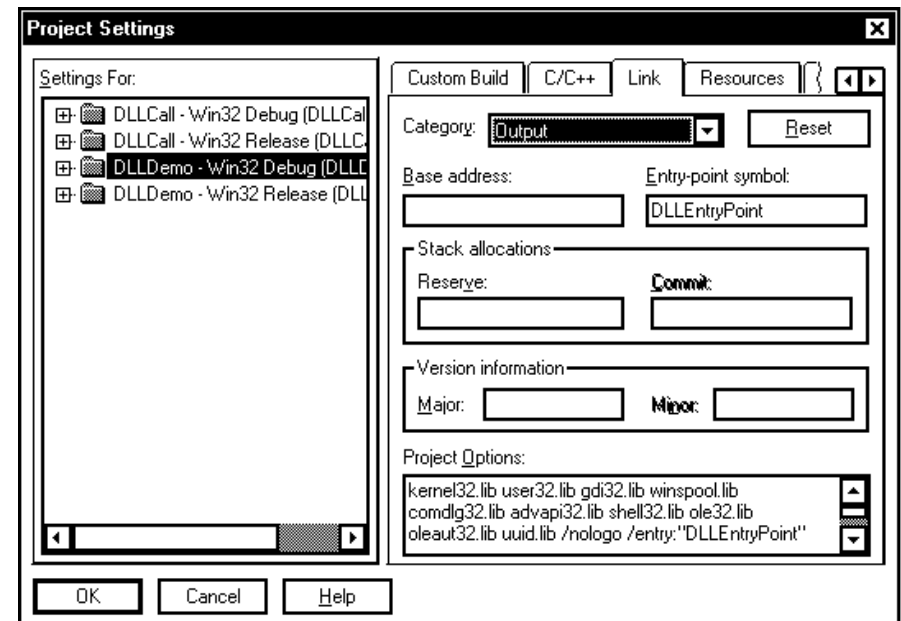 Project Settings
Settings For:
DLLCall - Win32 Debug (DLLCal
DLLCall - Win32 Release (DLLC
DLLDemo - Win32 Debug (DLLD
DLLDemo - Win32 Release (DLL
Custom Build C/C++ Link Resources
Category: Output Reset
Base address: Entry-point symbol:
DLLEntryPoint
Stack allocations
Reserve: Commit:
Version information
Major: Minor:
Project Options:
kernel32.lib user32.lib gdi32.lib winspool.lib
comdlg32.lib advapi32.lib shell32.lib ole32.lib
oleaut32.lib uuid.lib /nologo /entry:"DLLEntryPoint"
OK Cancel Help